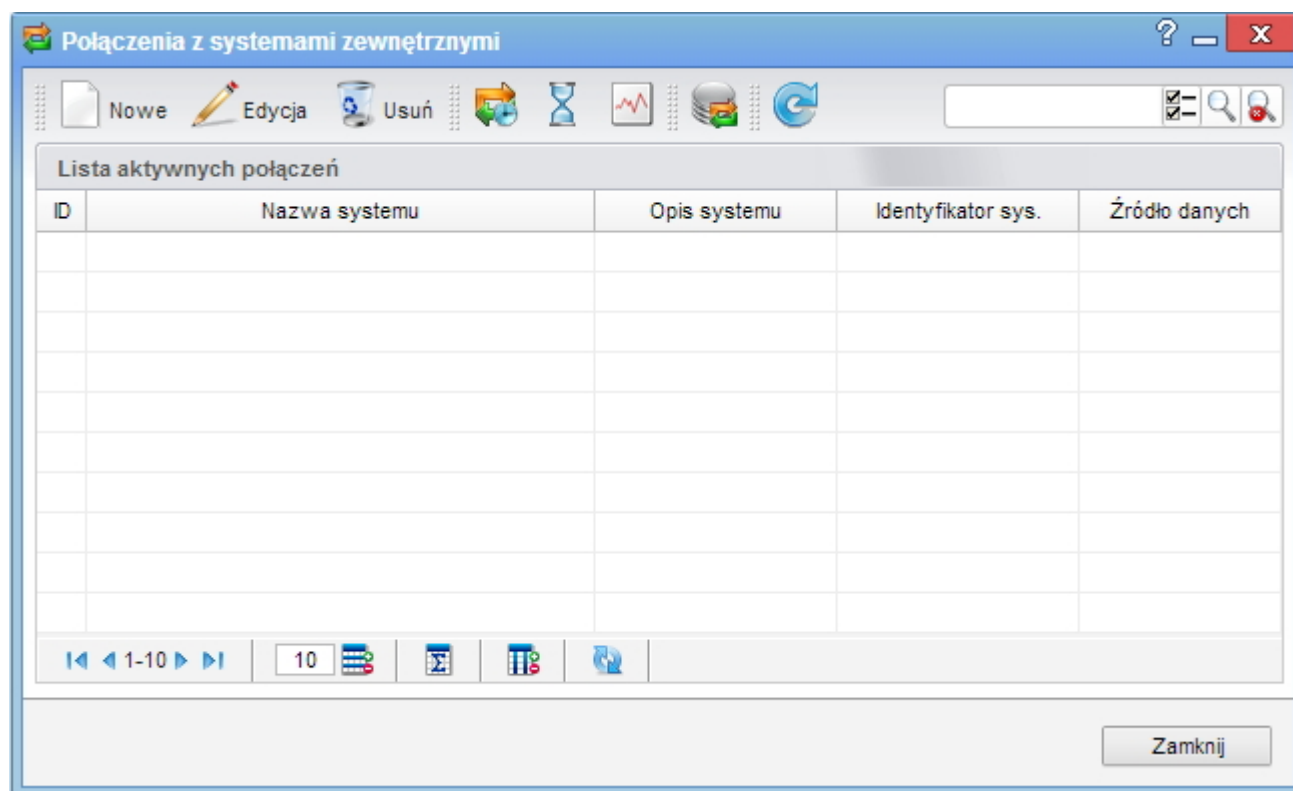 Połączenia z systemami zewnętrznymi
? X
Nowe Edycja Usuń
Lista aktywnych połączeń
ID Nazwa systemu Opis systemu Identyfikator sys. Źródło danych
1-10 10 Σ
Zamknij